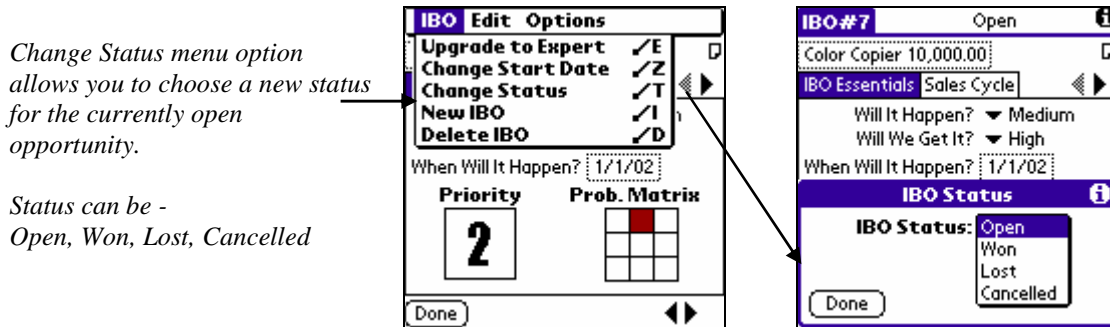 Change Status menu option
allows you to choose a new status
for the currently open
opportunity.
Status can be -
Open, Won, Lost, Cancelled
IBO Edit Options
Upgrade to Expert /E
Change Start Date /Z
Change Status /T
New IBO /I
Delete IBO /D
When Will It Happen? 1/1/02
Priority Prob. Matrix
2
Done
IBO#7 Open
Color Copier 10,000.00
IBO Essentials Sales Cycle
Will It Happen? Medium
Will We Get It? High
When Will It Happen? 1/1/02
IBO Status
IBO Status: Open
Won
Lost
Cancelled
Done